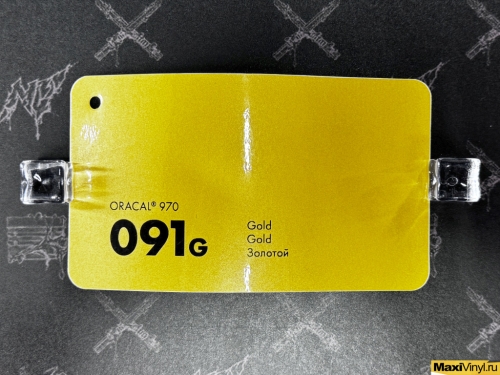 ORACAL® 970
091G
Gold
Gold
Золотой
MaxiVinyl.ru